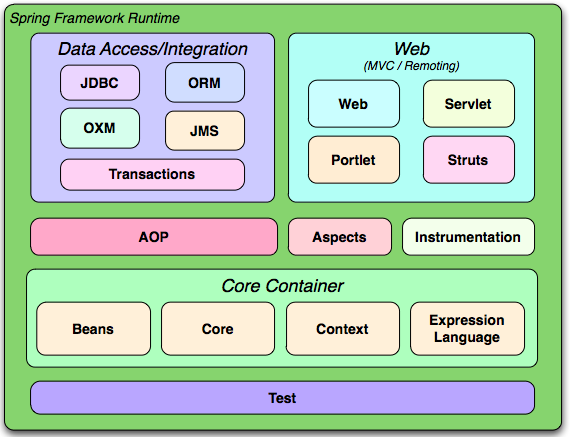 Spring Framework Runtime
Data Access/Integration
JDBC
ORM
OXM
JMS
Transactions
Web
(MVC / Remoting)
Web
Servlet
Portlet
Struts
AOP
Aspects
Instrumentation
Core Container
Beans
Core
Context
Expression
Language
Test